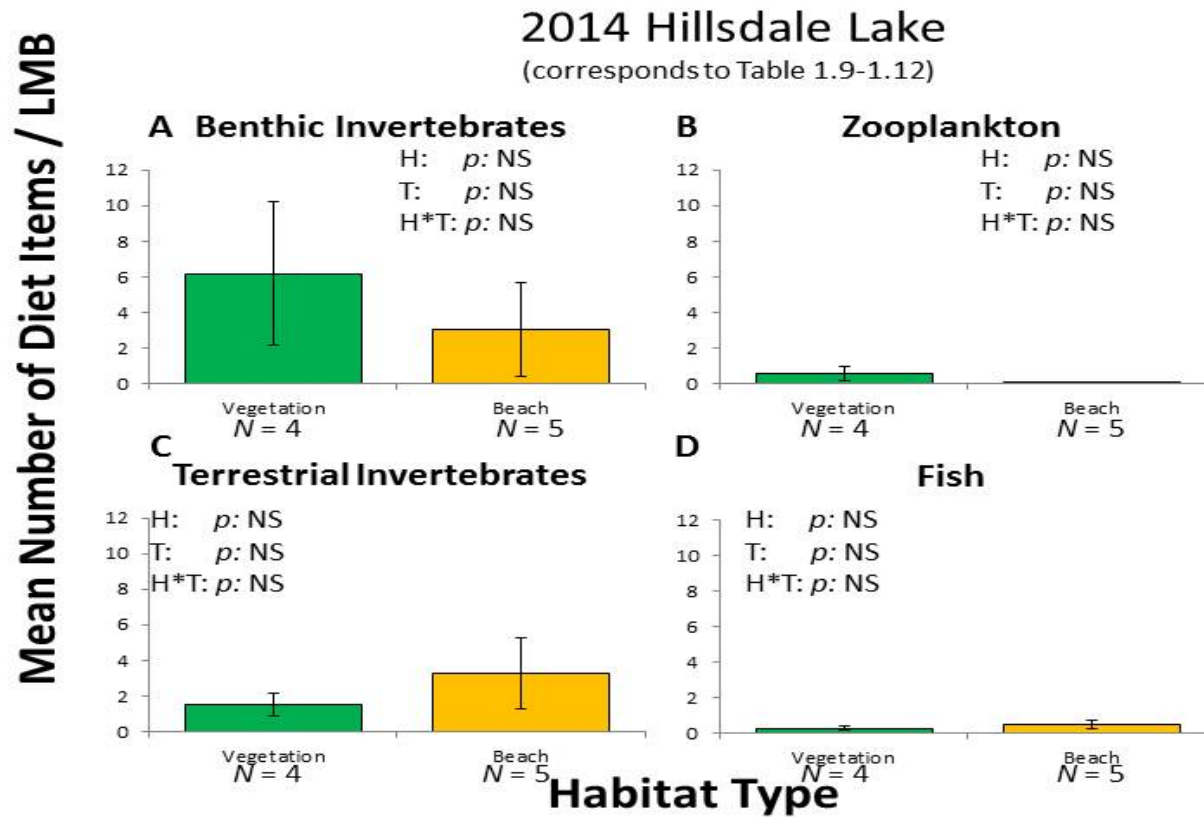 2014 Hillsdale Lake
(corresponds to Table 1.9-1.12)
Mean Number of Diet Items / LMB
A Benthic Invertebrates
H: p: NS
T: p: NS
H*T: p: NS
12
10
8
6
4
2
0
Vegetation
N = 4
Beach
N = 5
B Zooplankton
H: p: NS
T: p: NS
H*T: p: NS
12
10
8
6
4
2
0
Vegetation
N = 4
Beach
N = 5
C Terrestrial Invertebrates
H: p: NS
T: p: NS
H*T: p: NS
12
10
8
6
4
2
0
Vegetation
N = 4
Beach
N = 5
D Fish
H: p: NS
T: p: NS
H*T: p: NS
12
10
8
6
4
2
0
Vegetation
N = 4
Beach
N = 5
Habitat Type